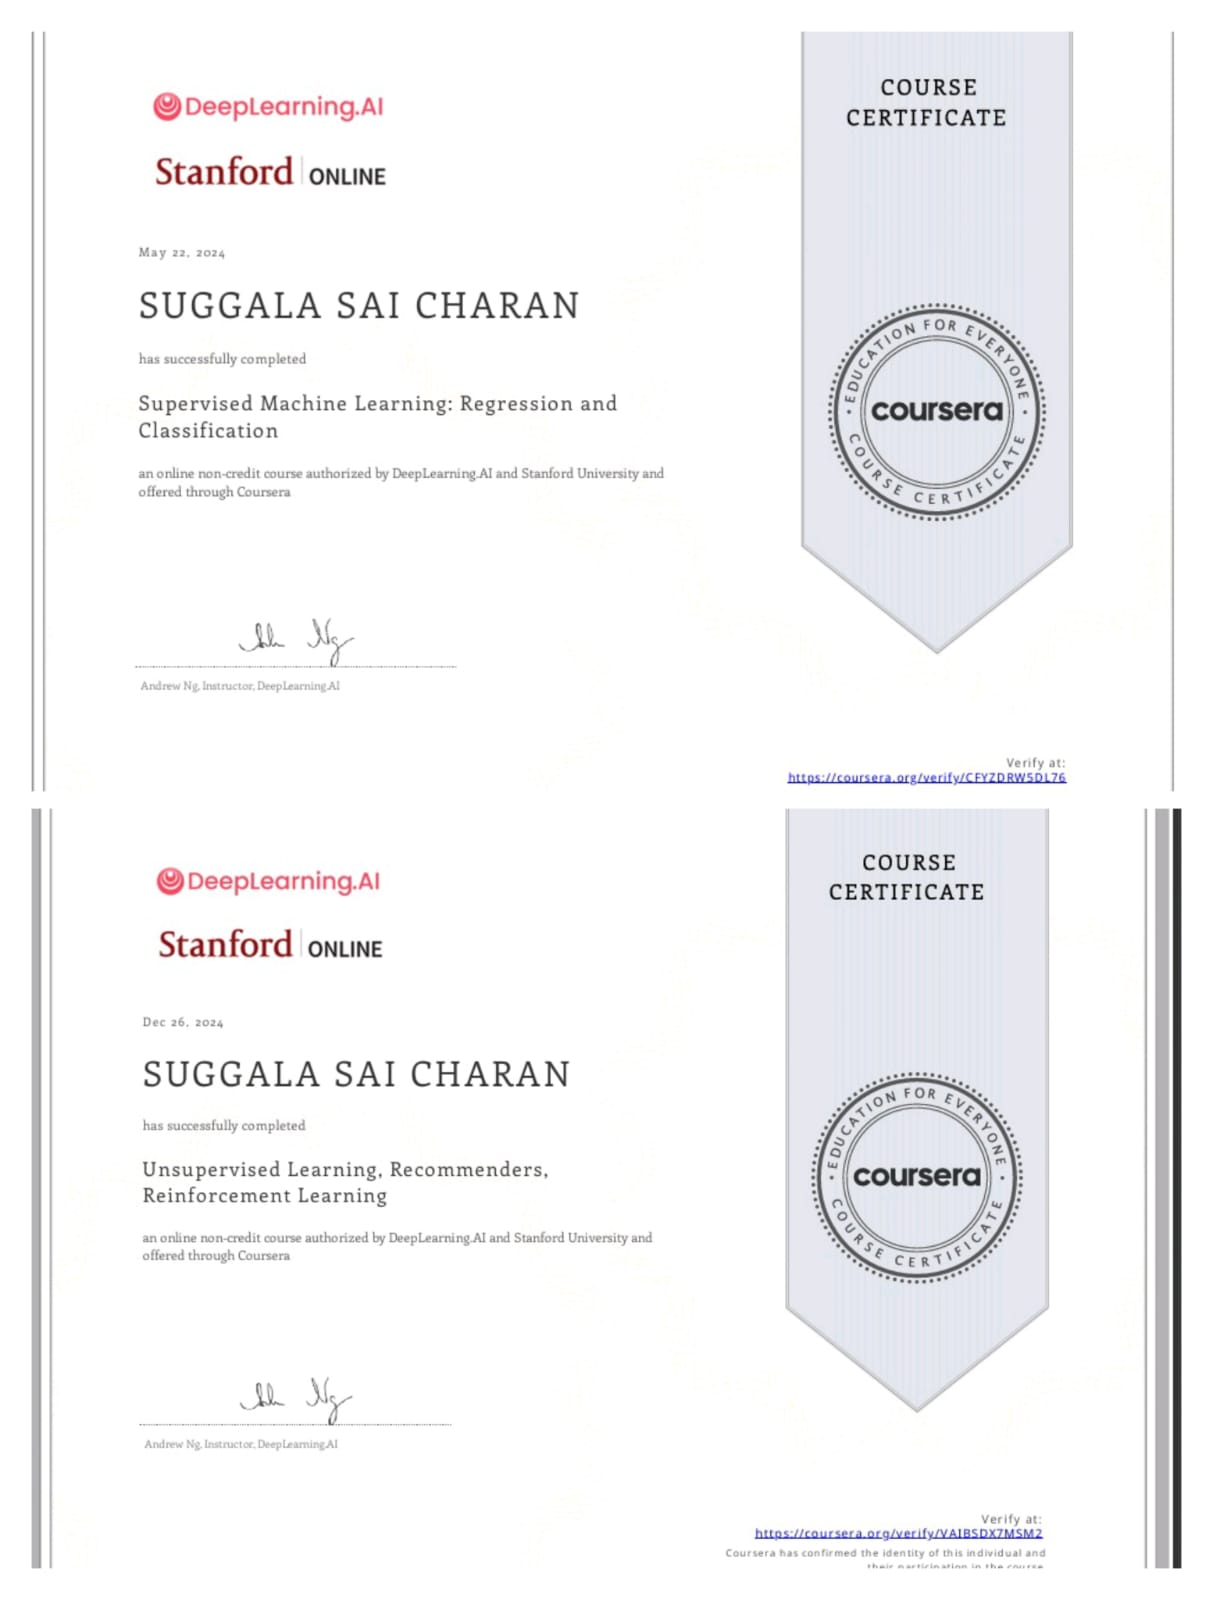 DeepLearning.AI
Stanford ONLINE
May 22, 2024
SUGGALA SAI CHARAN
has successfully completed
Supervised Machine Learning: Regression and
Classification
an online non-credit course authorized by DeepLearning.AI and Stanford University and
offered through Coursera
Andrew Ng, Instructor, DeepLearning.AI
COURSE
CERTIFICATE
EDUCATION FOR EVERYONE
coursera
COURSE CERTIFICATE
Verify at:
https://coursera.org/verify/CFYZDRW5DL76
DeepLearning.AI
Stanford ONLINE
Dec 26, 2024
SUGGALA SAI CHARAN
has successfully completed
Unsupervised Learning, Recommenders,
Reinforcement Learning
an online non-credit course authorized by DeepLearning.AI and Stanford University and
offered through Coursera
Andrew Ng, Instructor, DeepLearning.AI
COURSE
CERTIFICATE
EDUCATION FOR EVERYONE
coursera
COURSE CERTIFICATE
Verify at:
https://coursera.org/verify/VAIBSDX7MSM2
Coursera has confirmed the identity of this individual and
their participation in the course.